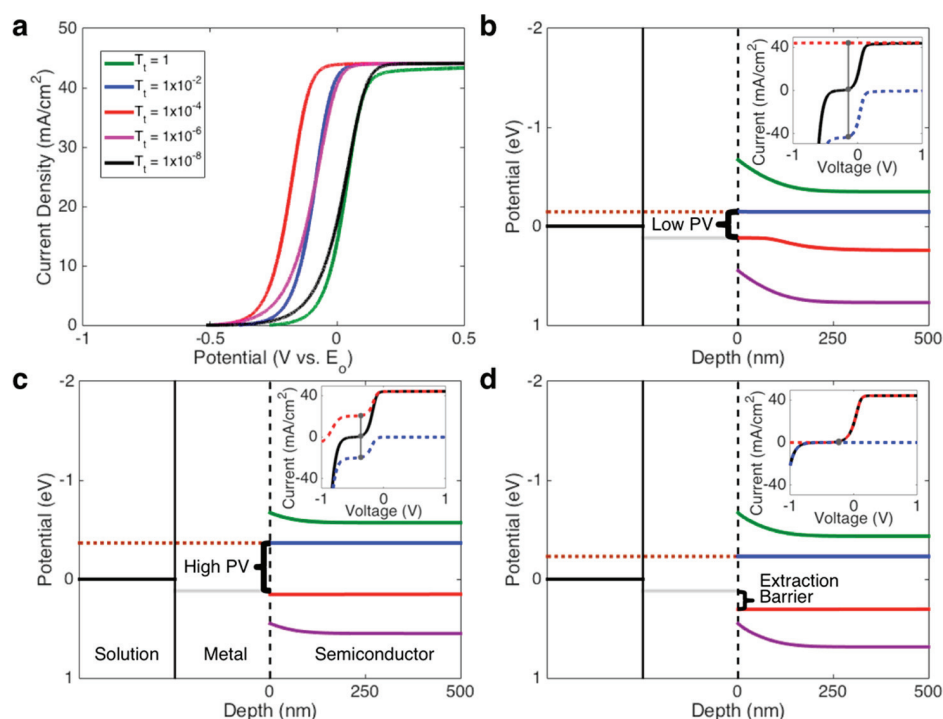 a
50
40
30
20
10
0
Current Density (mA/cm²)
T_t = 1
T_t = 1x10⁻²
T_t = 1x10⁻⁴
T_t = 1x10⁻⁶
T_t = 1x10⁻⁸
-1
-0.5
0
0.5
Potential (V vs. E_o)
b
-2
-1
0
1
Potential (eV)
Low PV
0
250
500
Depth (nm)
40
0
-40
Current (mA/cm²)
-1
0
1
Voltage (V)
c
-2
-1
0
1
Potential (eV)
High PV
Solution
Metal
Semiconductor
0
250
500
Depth (nm)
40
0
-40
Current (mA/cm²)
-1
0
1
Voltage (V)
d
-2
-1
0
1
Potential (eV)
Extraction
Barrier
0
250
500
Depth (nm)
40
0
-40
Current (mA/cm²)
-1
0
1
Voltage (V)